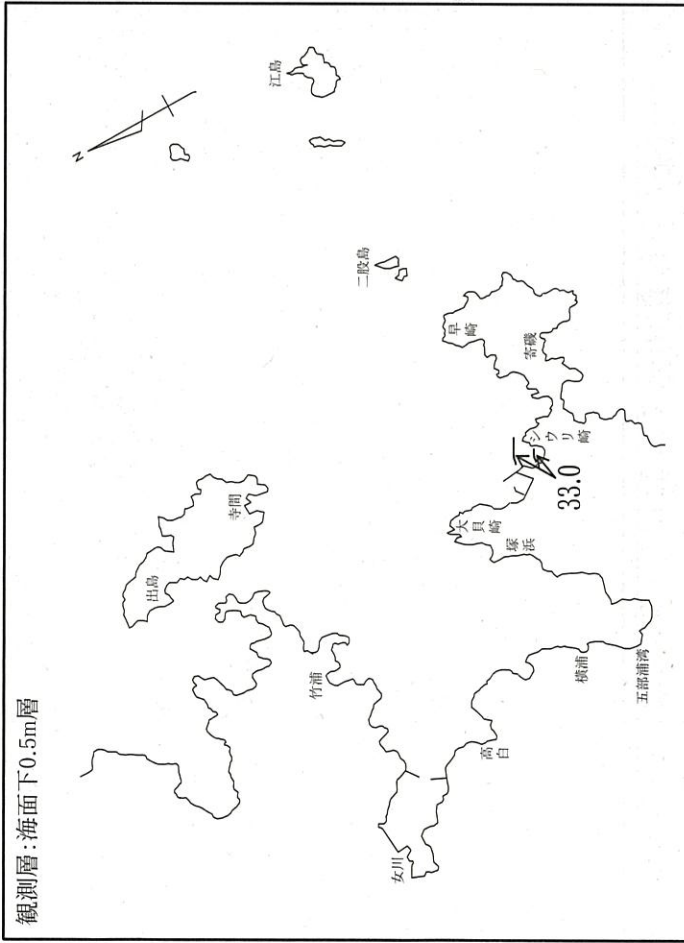 観測層:海面下0.5m層
女川
高白
竹浦
出島
寺間
横浦
五部浦湾
塚浜
大貝崎
33.0
シウリ崎
寄磯
早崎
二股島
江島
N